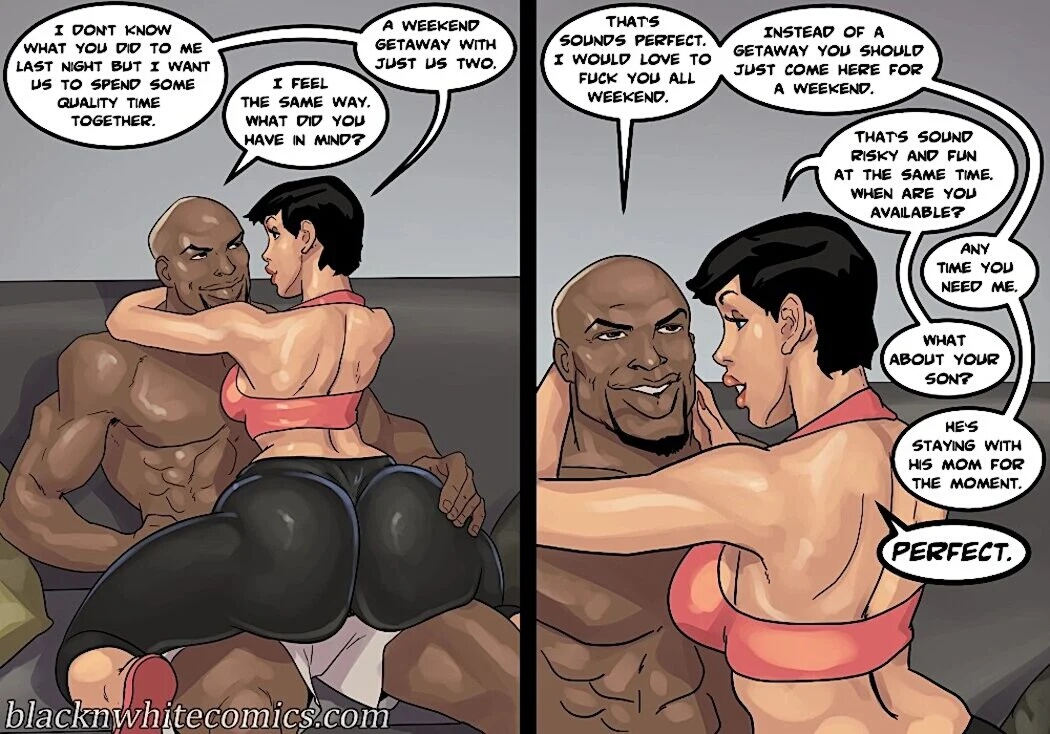 I DON'T KNOW
WHAT YOU DID TO ME
LAST NIGHT BUT I WANT
US TO SPEND SOME
QUALITY TIME
TOGETHER.
I FEEL
THE SAME WAY.
WHAT DID YOU
HAVE IN MIND?
A WEEKEND
GETAWAY WITH
JUST US TWO.
THAT'S
SOUNDS PERFECT.
I WOULD LOVE TO
FUCK YOU ALL
WEEKEND.
INSTEAD OF A
GETAWAY YOU SHOULD
JUST COME HERE FOR
A WEEKEND.
THAT'S SOUND
RISKY AND FUN
AT THE SAME TIME.
WHEN ARE YOU
AVAILABLE?
ANY
TIME YOU
NEED ME.
WHAT
ABOUT YOUR
SON?
HE'S
STAYING WITH
HIS MOM FOR
THE MOMENT.
PERFECT.
blacknwhitecomics.com